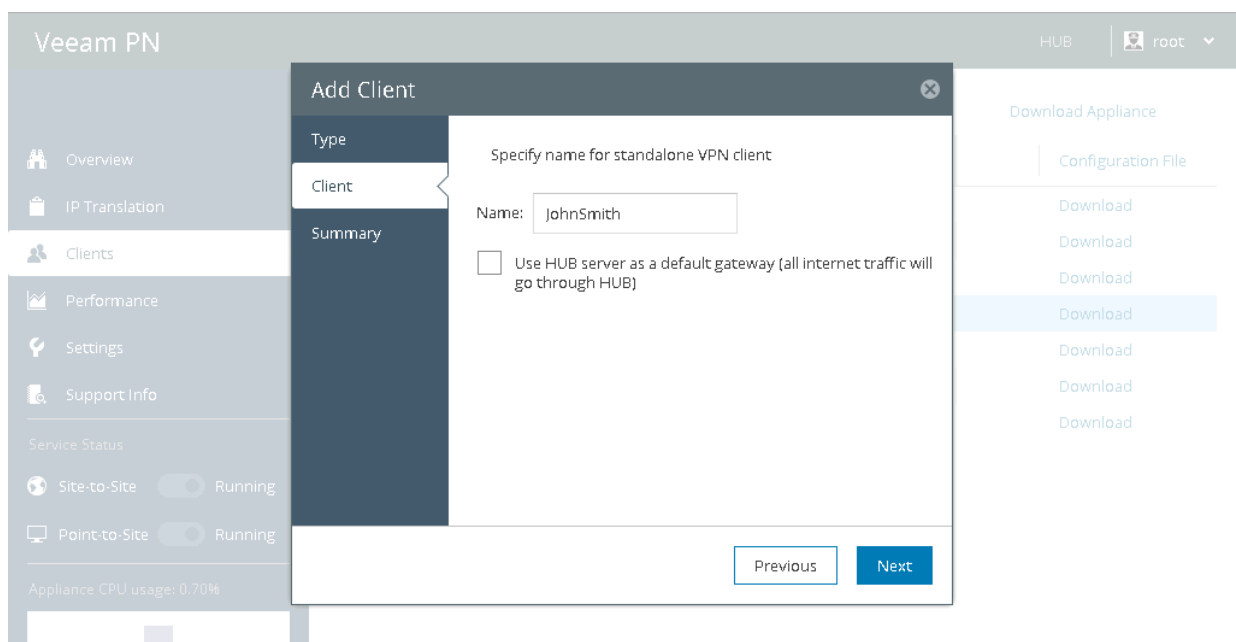 Veeam PN
HUB
root
Add Client
Download Appliance
Type
Specify name for standalone VPN client
Overview
Configuration File
Client
IP Translation
Name: JohnSmith
Download
Summary
Clients
Download
Use HUB server as a default gateway (all internet traffic will
go through HUB)
Download
Performance
Download
Settings
Download
Support Info
Download
Download
Service Status
Site-to-Site Running
Point-to-Site Running
Previous
Next
Appliance CPU usage: 0.70%